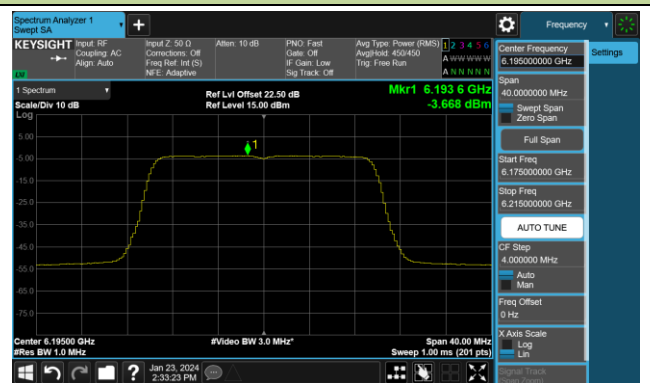 Spectrum Analyzer 1
Swept SA
Frequency
KEYSIGHT
Input: RF
Coupling: AC
Align: Auto
Input Z: 50 Ω
Corrections: Off
Freq Ref: Int (S)
NFE: Adaptive
Atten: 10 dB
PNO: Fast
Gate: Off
IF Gain: Low
Sig Track: Off
Avg Type: Power (RMS)
Avg|Hold: 450/450
Trig: Free Run
1 2 3 4 5 6
A WW WW W
A N N N N N
Center Frequency
6.195000000 GHz
Settings
Span
40.0000000 MHz
Swept Span
Zero Span
Full Span
Start Freq
6.175000000 GHz
Stop Freq
6.215000000 GHz
AUTO TUNE
CF Step
4.000000 MHz
Auto
Man
Freq Offset
0 Hz
X Axis Scale
Log
Lin
Signal Track
1 Spectrum
Scale/Div 10 dB
Log
Ref Lvl Offset 22.50 dB
Ref Level 15.00 dBm
Mkr1 6.193 6 GHz
-3.668 dBm
1
5.00
-5.00
-15.0
-25.0
-35.0
-45.0
-55.0
-65.0
-75.0
Center 6.19500 GHz
#Res BW 1.0 MHz
#Video BW 3.0 MHz*
Span 40.00 MHz
Sweep 1.00 ms (201 pts)
?
Jan 23, 2024
2:33:23 PM